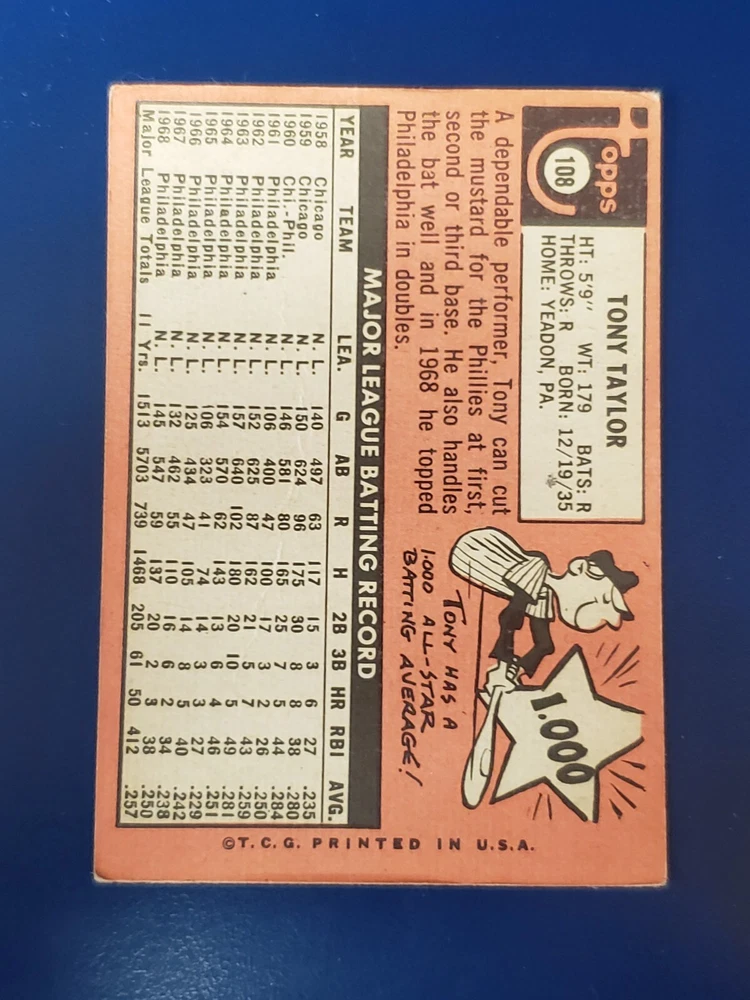 Topps
108
TONY TAYLOR
HT: 5'9" WT: 179 BATS: R
THROWS: R BORN: 12/19/35
HOME: YEADON, PA.
A dependable performer, Tony can cut
the mustard for the Phillies at first,
second or third base. He also handles
the bat well and in 1968 he topped
Philadelphia in doubles.
1.000
TONY HAS A
1.000 ALL-STAR
BATTING AVERAGE!
MAJOR LEAGUE BATTING RECORD
YEAR TEAM LEA. G AB R H 2B 3B HR RBI AVG.
1958 Chicago N. L. 140 497 63 117 15 3 6 27 .235
1959 Chicago N. L. 150 624 96 175 30 8 8 38 .280
1960 Chi.-Phil. N. L. 146 581 80 165 25 7 5 44 .284
1961 Philadelphia N. L. 106 400 47 100 17 3 2 26 .250
1962 Philadelphia N. L. 152 625 87 162 21 5 7 43 .259
1963 Philadelphia N. L. 157 640 102 180 20 10 5 49 .281
1964 Philadelphia N. L. 154 570 62 143 13 6 4 46 .251
1965 Philadelphia N. L. 106 323 41 74 14 3 3 27 .229
1966 Philadelphia N. L. 125 434 47 105 14 8 5 40 .242
1967 Philadelphia N. L. 132 462 55 110 16 6 2 34 .238
1968 Philadelphia N. L. 145 547 59 137 20 2 3 38 .250
Major League Totals 11 Yrs. 1513 5703 739 1468 205 61 50 412 .257
©T. C. G. PRINTED IN U.S.A.